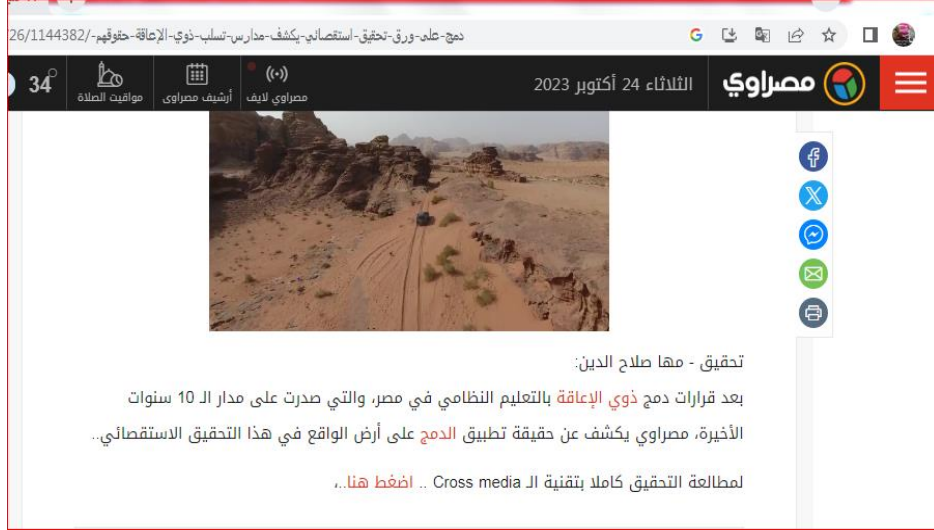 دمج-على-ورق-تحقيق-استقصائي-يكشف-مدارس-تسلب-ذوي-الإعاقة-حقوقهم-/26/1144382
مصراوي
الثلاثاء 24 أكتوبر 2023
مصراوي لايف
أرشيف مصراوى
مواقيت الصلاة
34°
تحقيق - مها صلاح الدين:
بعد قرارات دمج ذوي الإعاقة بالتعليم النظامي في مصر، والتي صدرت على مدار الـ 10 سنوات
الأخيرة، مصراوي يكشف عن حقيقة تطبيق الدمج على أرض الواقع في هذا التحقيق الاستقصائي..
لمطالعة التحقيق كاملا بتقنية الـ Cross media .. اضغط هنا..،